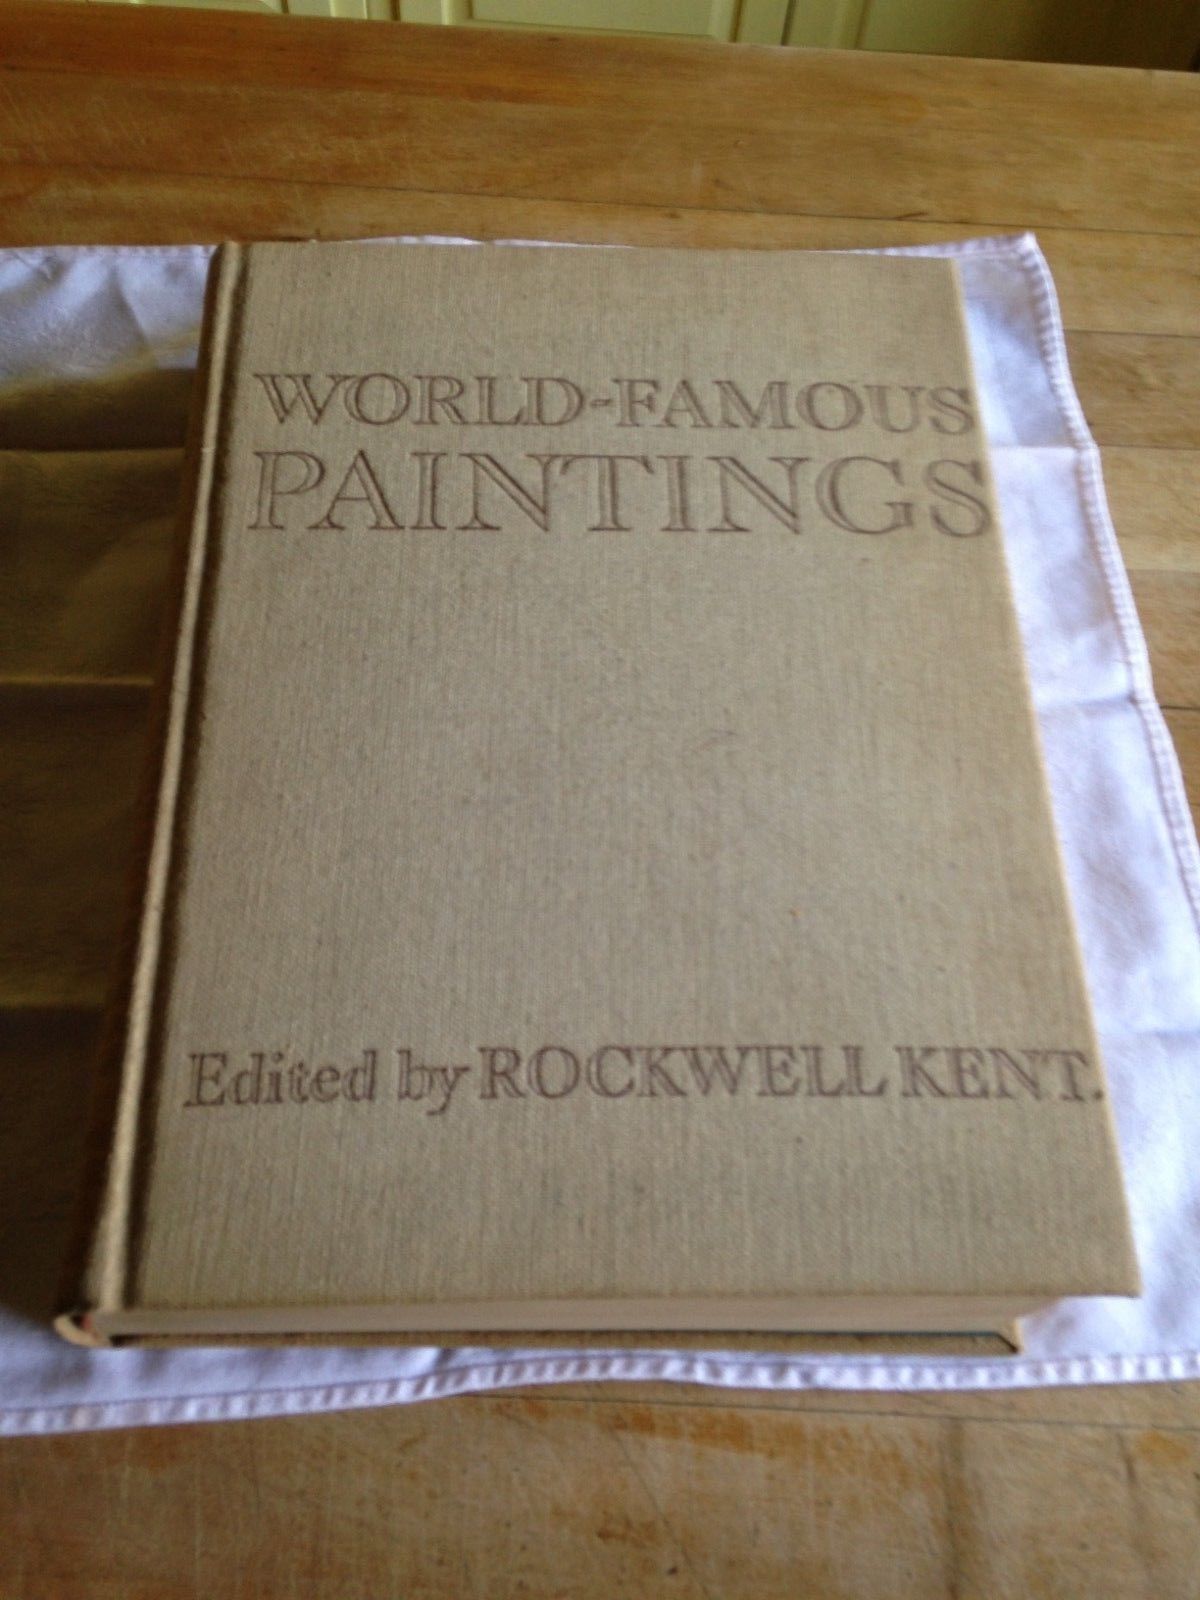 WORLD-FAMOUS
PAINTINGS
Edited by ROCKWELL KENT.